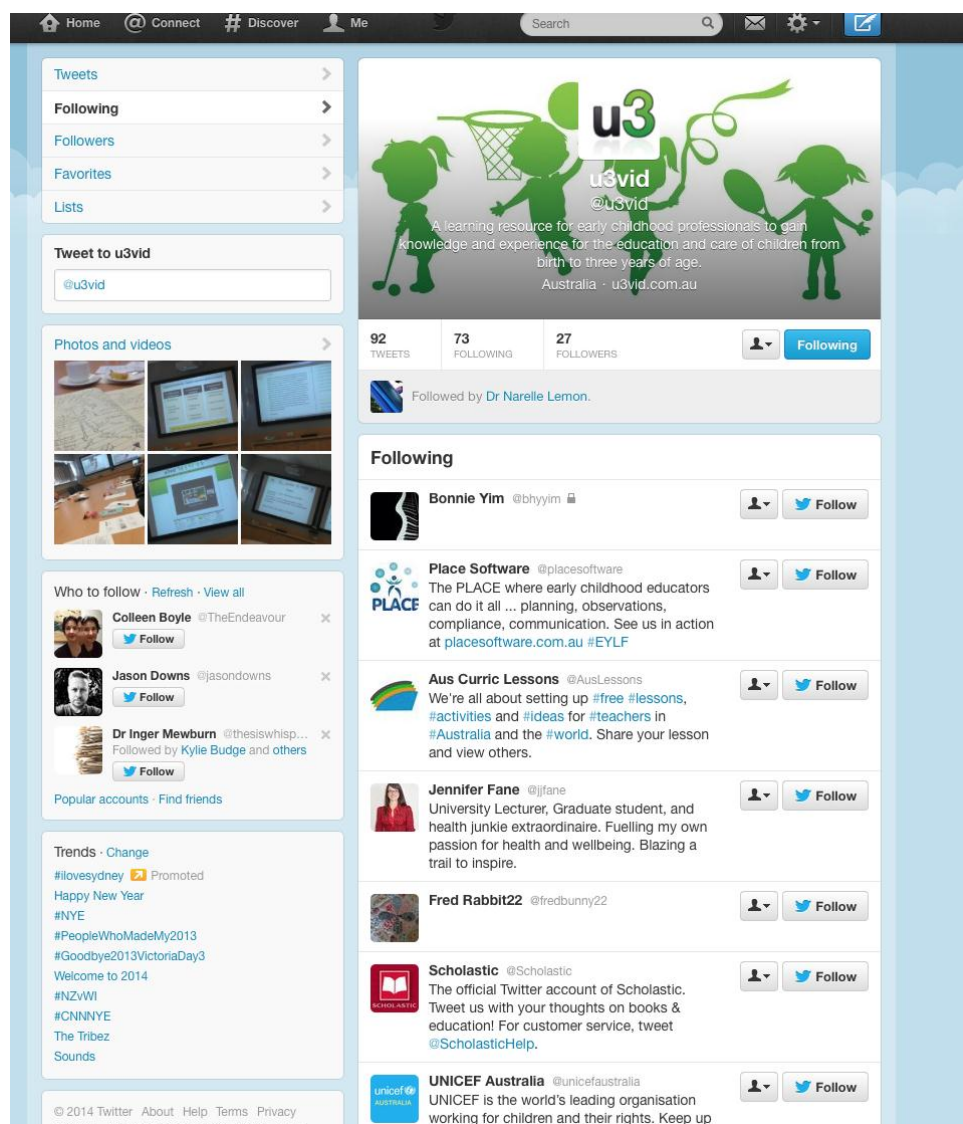 Home @ Connect # Discover Me Search
Tweets
Following
Followers
Favorites
Lists
Tweet to u3vid
@u3vid
Photos and videos
Who to follow · Refresh · View all
Colleen Boyle @TheEndeavour
Follow
Jason Downs @jasondowns
Follow
Dr Inger Mewburn @thesiswhisp...
Followed by Kylie Budge and others
Follow
Popular accounts · Find friends
Trends · Change
#ilovesydney Promoted
Happy New Year
#NYE
#PeopleWhoMadeMy2013
#Goodbye2013VictoriaDay3
Welcome to 2014
#NZvWI
#CNNNYE
The Tribez
Sounds
© 2014 Twitter About Help Terms Privacy
u3
u3vid
@u3vid
A learning resource for early childhood professionals to gain
knowledge and experience for the education and care of children from
birth to three years of age.
Australia · u3vid.com.au
92 73 27
TWEETS FOLLOWING FOLLOWERS
Following
Followed by Dr Narelle Lemon.
Following
Bonnie Yim @bhyyim
Follow
Place Software @placesoftware
Follow
PLACE
The PLACE where early childhood educators
can do it all ... planning, observations,
compliance, communication. See us in action
at placesoftware.com.au #EYLF
Aus Curric Lessons @AusLessons
Follow
We're all about setting up #free #lessons,
#activities and #ideas for #teachers in
#Australia and the #world. Share your lesson
and view others.
Jennifer Fane @jjfane
Follow
University Lecturer, Graduate student, and
health junkie extraordinaire. Fuelling my own
passion for health and wellbeing. Blazing a
trail to inspire.
Fred Rabbit22 @fredbunny22
Follow
Scholastic @Scholastic
Follow
SCHOLASTIC
The official Twitter account of Scholastic.
Tweet us with your thoughts on books &
education! For customer service, tweet
@ScholasticHelp.
UNICEF Australia @unicefaustralia
Follow
unicef
AUSTRALIA
UNICEF is the world's leading organisation
working for children and their rights. Keep up